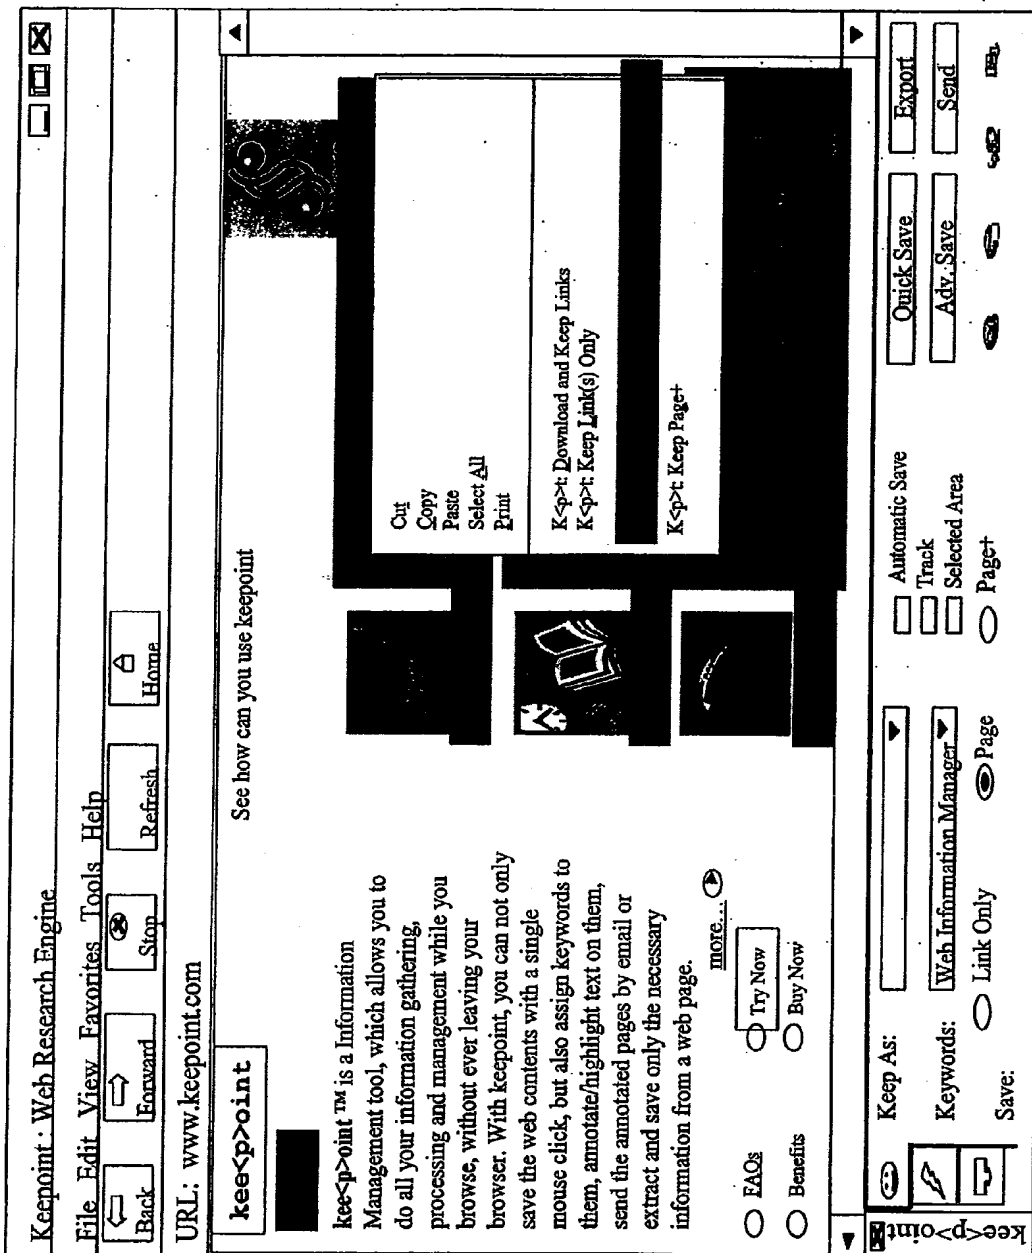 Keepoint : Web Research Engine
File Edit View Favorites Tools Help
Back Forward Stop Refresh Home
URL: www.keepoint.com
kee<p>oint
See how can you use keepoint
kee<p>oint ™ is a Information
Management tool, which allows you to
do all your information gathering,
processing and management while you
browse, without ever leaving your
browser. With keepoint, you can not only
save the web contents with a single
mouse click, but also assign keywords to
them, annotate/highlight text on them,
send the annotated pages by email or
extract and save only the necessary
information from a web page.
more...
FAQs Try Now
Benefits Buy Now
Cut
Copy
Paste
Select All
Print
K<p>t: Download and Keep Links
K<p>t: Keep Link(s) Only
K<p>t: Keep Page+
kee<p>oint
Keep As: Automatic Save Quick Save Export
Track
Keywords: Web Information Manager Selected Area Adv. Save Send
Save: Link Only Page Page+